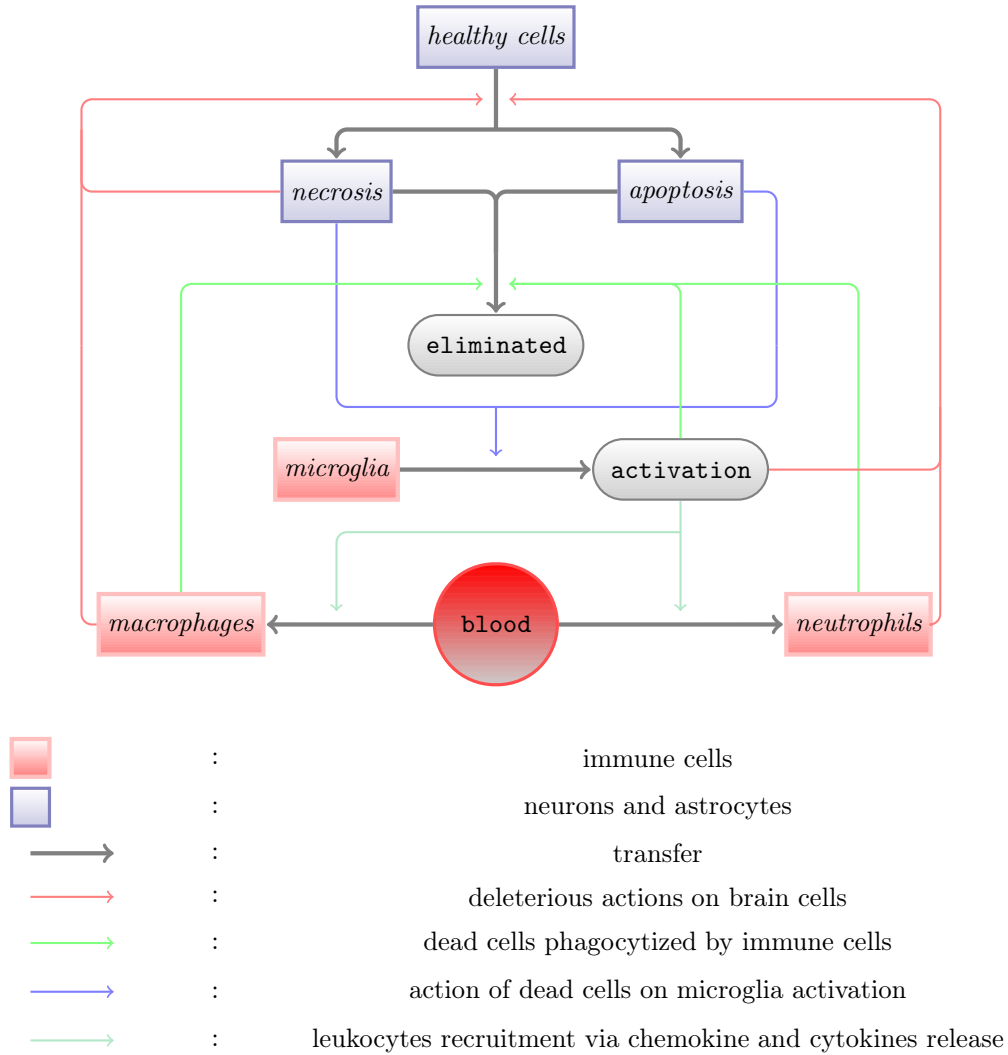 healthy cells
necrosis
apoptosis
eliminated
microglia
activation
macrophages
blood
neutrophils
: immune cells
: neurons and astrocytes
: transfer
: deleterious actions on brain cells
: dead cells phagocytized by immune cells
: action of dead cells on microglia activation
: leukocytes recruitment via chemokine and cytokines release